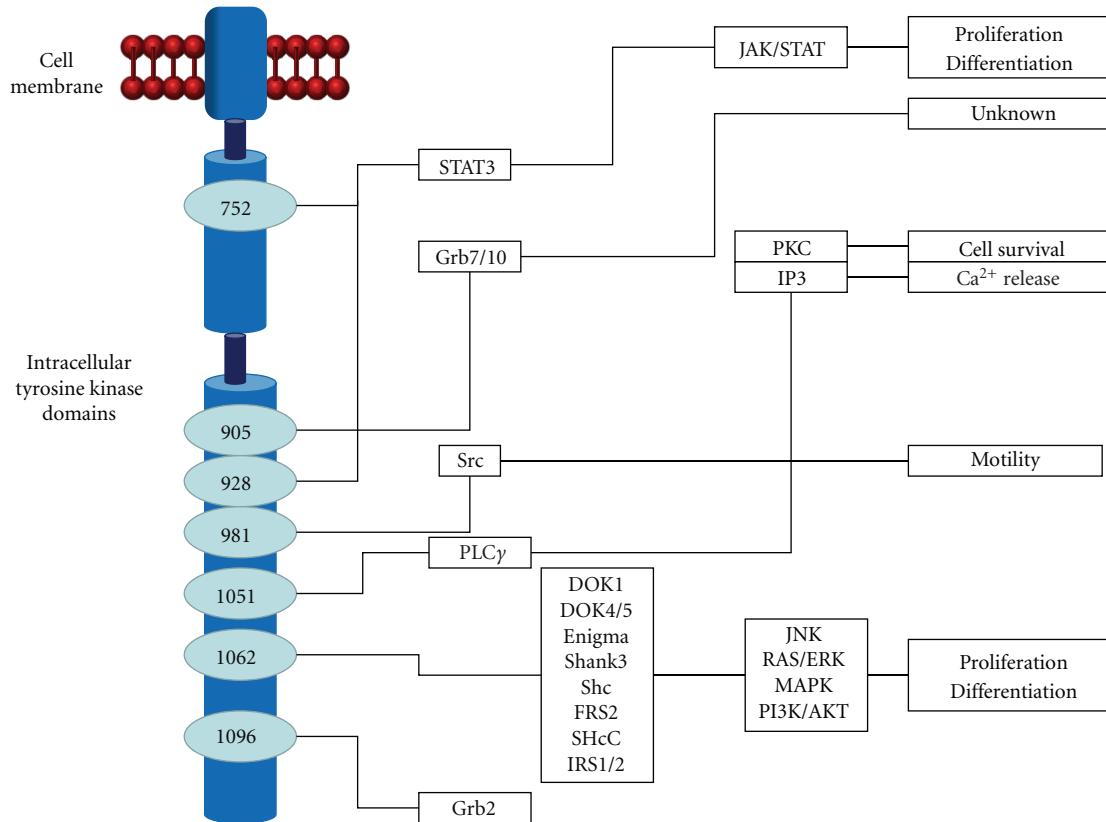 Cell
membrane
752
Intracellular
tyrosine kinase
domains
905
928
981
1051
1062
1096
STAT3
Grb7/10
Src
PLCγ
Grb2
DOK1
DOK4/5
Enigma
Shank3
Shc
FRS2
SHcC
IRS1/2
JAK/STAT
PKC
IP3
JNK
RAS/ERK
MAPK
PI3K/AKT
Proliferation
Differentiation
Unknown
Cell survival
Ca²⁺ release
Motility
Proliferation
Differentiation